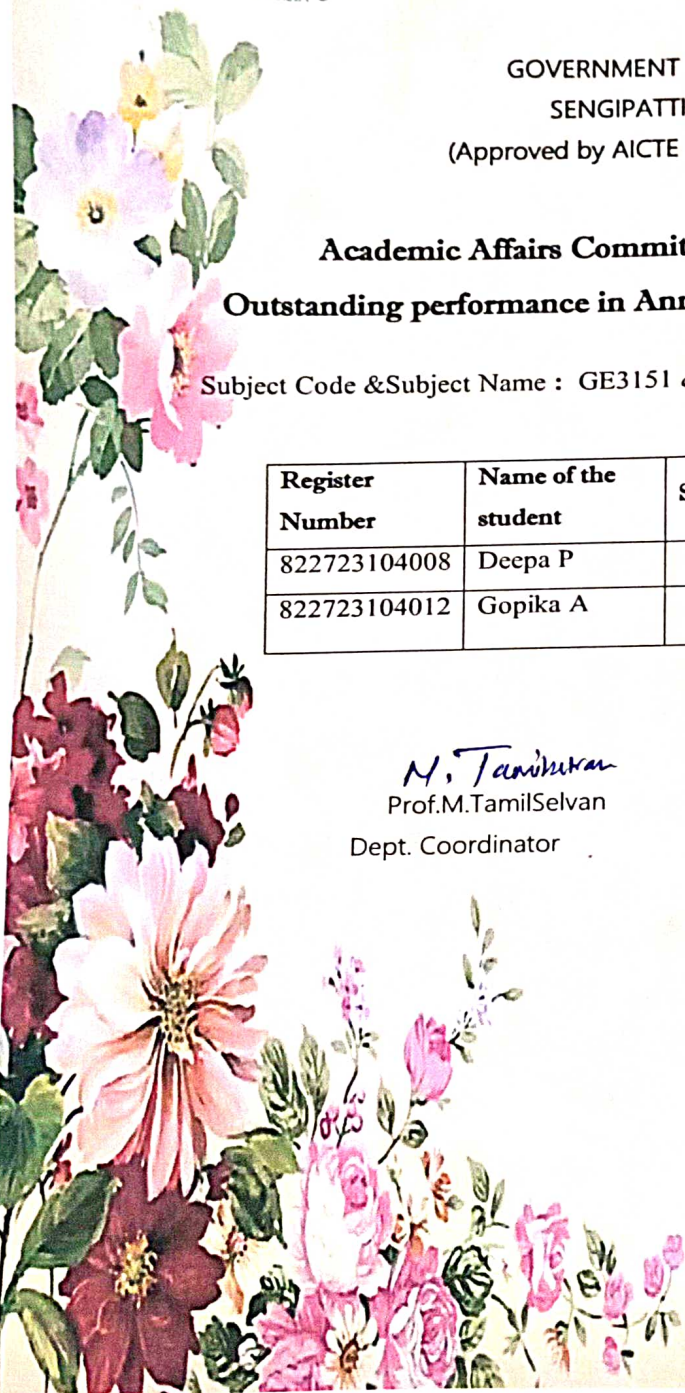 GOVERNMENT
SENGIPATTI
(Approved by AICTE
Academic Affairs Commit
Outstanding performance in Ann
Subject Code &Subject Name : GE3151
Register Number
Name of the student
S
822723104008 Deepa P
822723104012 Gopika A
M.
Prof.M.TamilSelvan
Dept. Coordinator